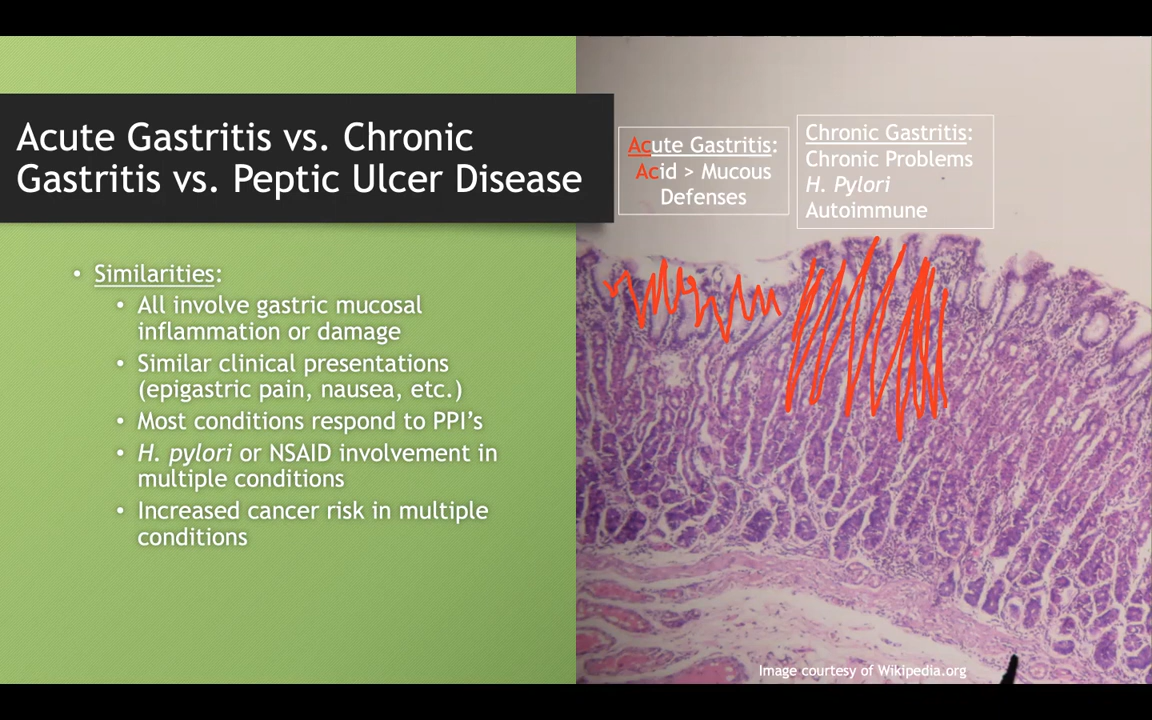 Acute Gastritis vs. Chronic
Gastritis vs. Peptic Ulcer Disease
• Similarities:
• All involve gastric mucosal
inflammation or damage
• Similar clinical presentations
(epigastric pain, nausea, etc.)
• Most conditions respond to PPI's
• H. pylori or NSAID involvement in
multiple conditions
• Increased cancer risk in multiple
conditions
Acute Gastritis:
Acid > Mucous
Defenses
Chronic Gastritis:
Chronic Problems
H. Pylori
Autoimmune
Image courtesy of Wikipedia.org